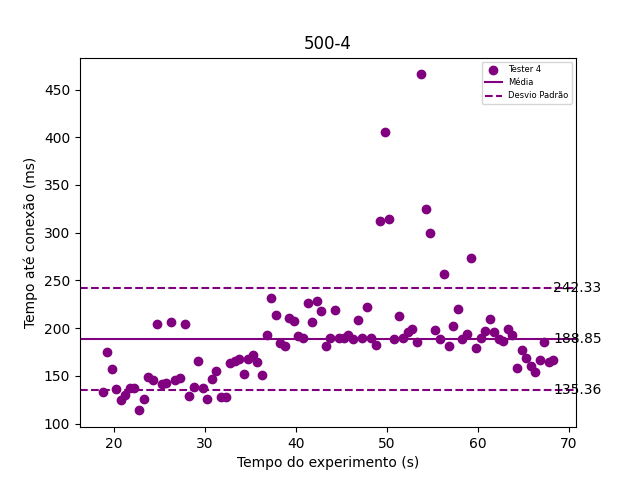 500-4
Tester 4
Média
Desvio Padrão
Tempo até conexão (ms)
450
400
350
300
250
200
150
100
242.33
188.85
135.36
20 30 40 50 60 70
Tempo do experimento (s)